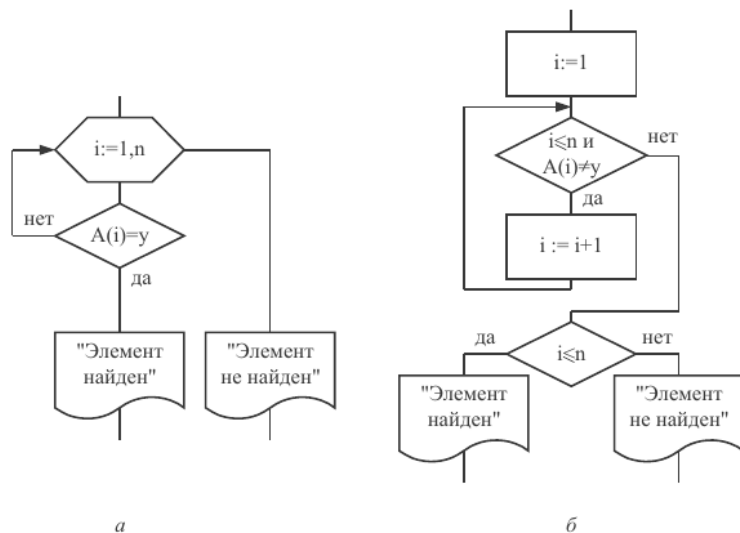 i:=1,n
нет
A(i)=y
да
"Элемент
найден"
"Элемент
не найден"
а
i:=1
i⩽n и
A(i)≠y
нет
да
i := i+1
да
i⩽n
нет
"Элемент
найден"
"Элемент
не найден"
б